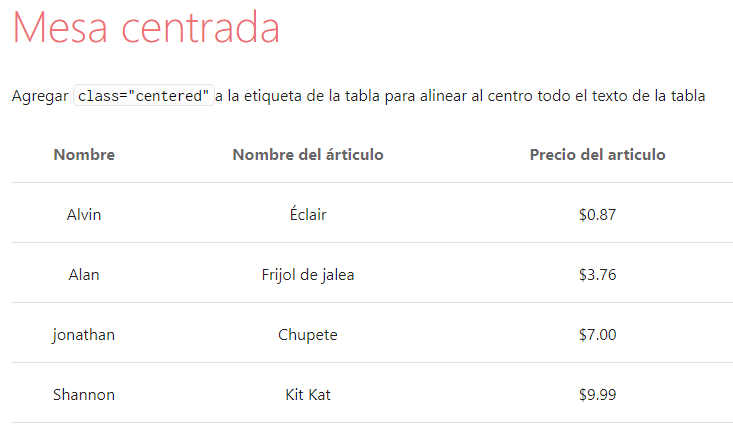 Mesa centrada
Agregar class="centered" a la etiqueta de la tabla para alinear al centro todo el texto de la tabla
Nombre Nombre del árticulo Precio del articulo
Alvin Éclair $0.87
Alan Frijol de jalea $3.76
jonathan Chupete $7.00
Shannon Kit Kat $9.99